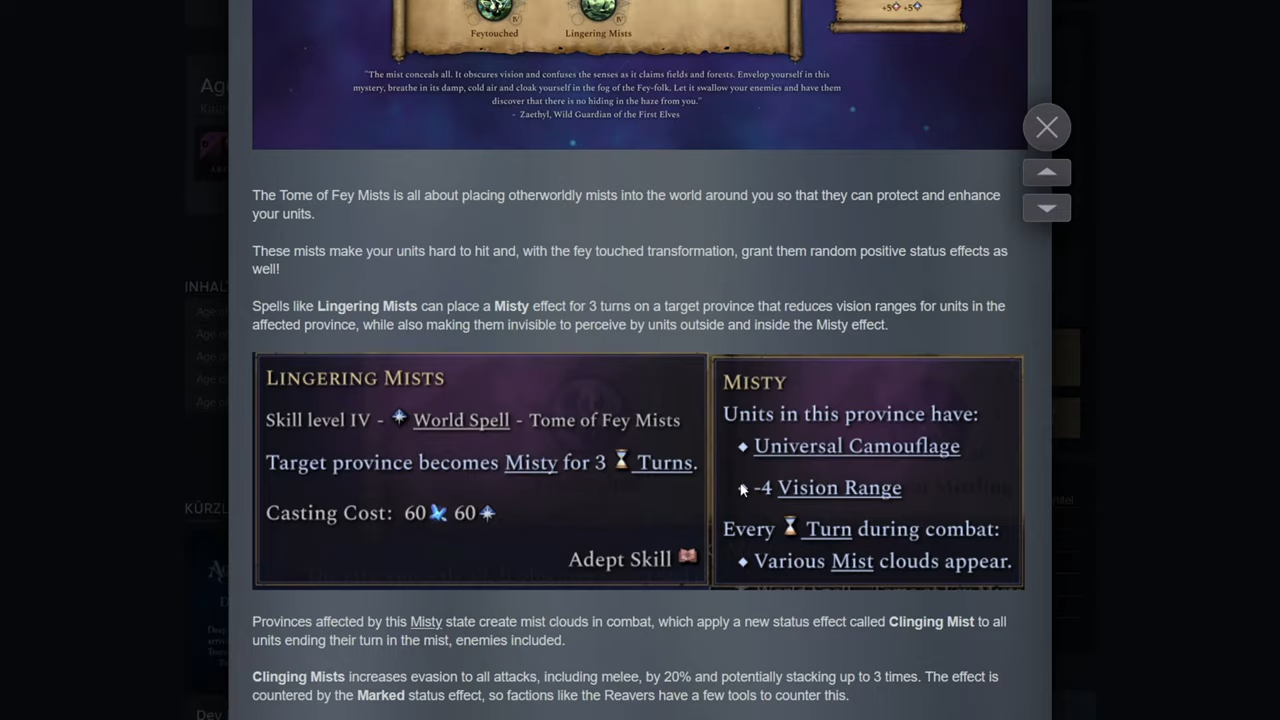 +5 +5
Feytouched
Lingering Mists
"The mist conceals all. It obscures vision and confuses the senses as it claims fields and forests. Envelop yourself in this
mystery, breathe in its damp, cold air and cloak yourself in the fog of the Fey-folk. Let it swallow your enemies and have them
discover that there is no hiding in the haze from you."
- Zaethyl, Wild Guardian of the First Elves
The Tome of Fey Mists is all about placing otherworldly mists into the world around you so that they can protect and enhance
your units.
These mists make your units hard to hit and, with the fey touched transformation, grant them random positive status effects as
well!
Spells like Lingering Mists can place a Misty effect for 3 turns on a target province that reduces vision ranges for units in the
affected province, while also making them invisible to perceive by units outside and inside the Misty effect.
LINGERING MISTS
Skill level IV - World Spell - Tome of Fey Mists
Target province becomes Misty for 3 Turns.
Casting Cost: 60 60
Adept Skill
MISTY
Units in this province have:
Universal Camouflage
-4 Vision Range
Every Turn during combat:
Various Mist clouds appear.
Provinces affected by this Misty state create mist clouds in combat, which apply a new status effect called Clinging Mist to all
units ending their turn in the mist, enemies included.
Clinging Mists increases evasion to all attacks, including melee, by 20% and potentially stacking up to 3 times. The effect is
countered by the Marked status effect, so factions like the Reavers have a few tools to counter this.
INHAL
KÜRZL
Dev